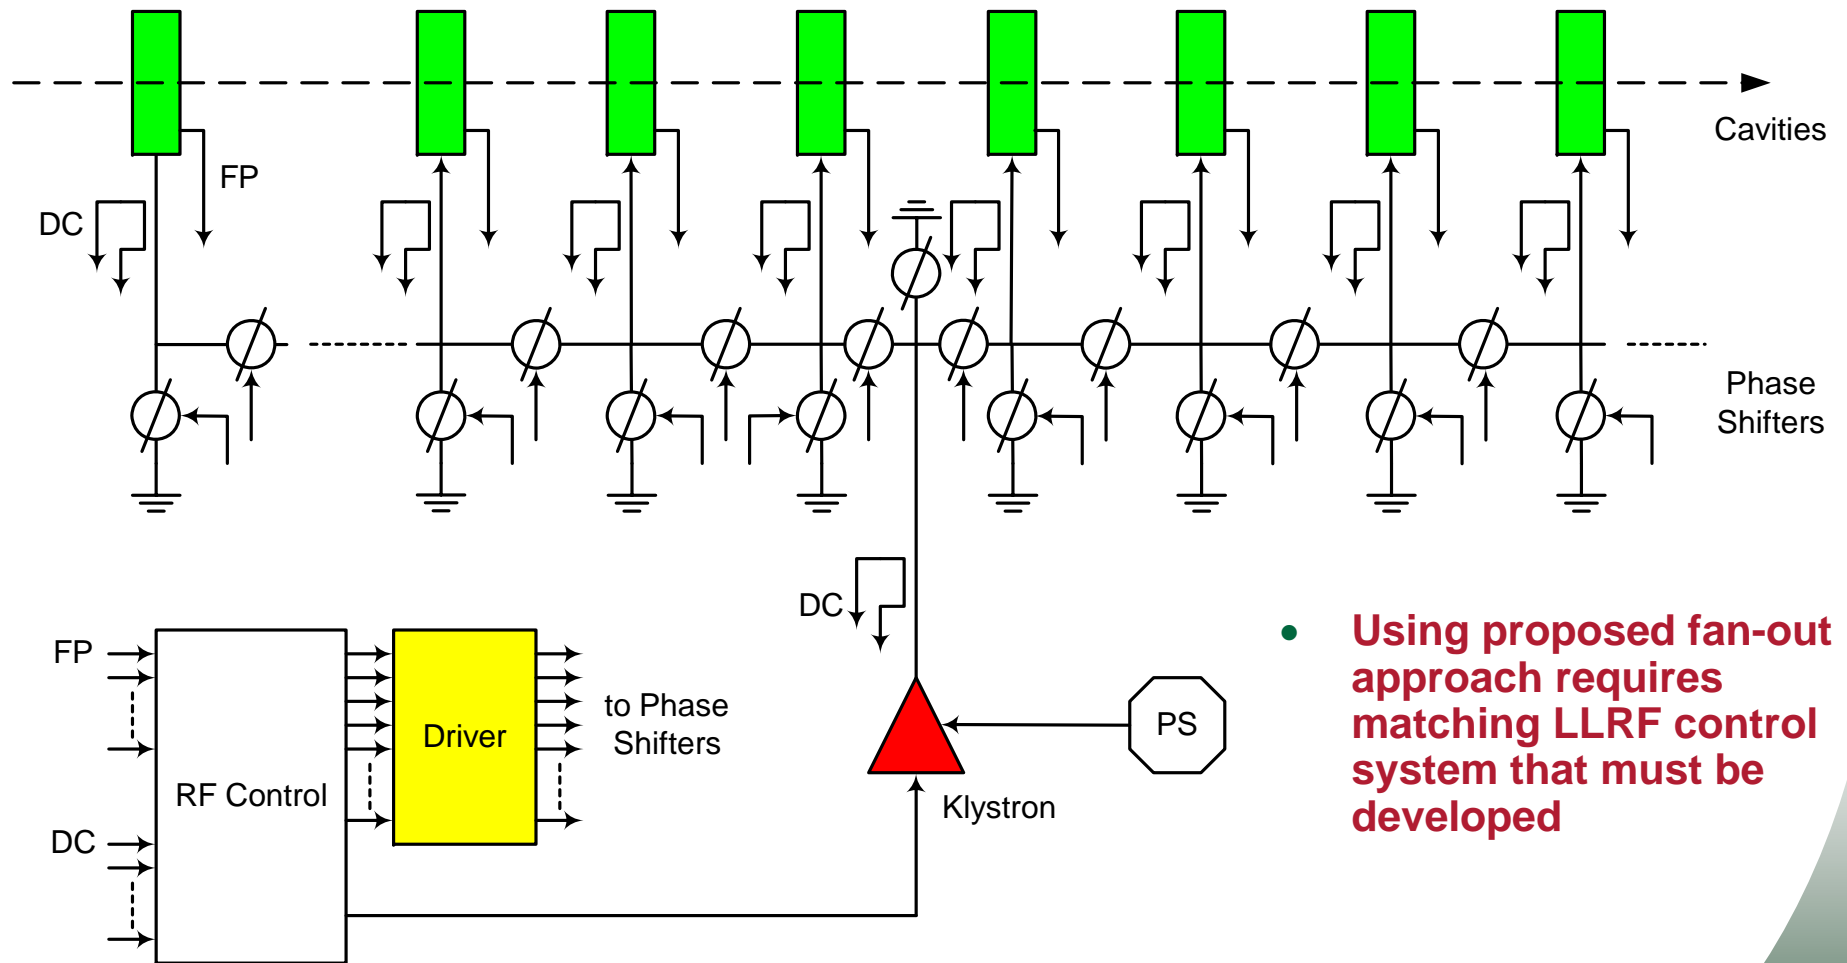 Cavities
FP
DC
Phase
Shifters
DC
FP
to Phase
Shifters
Driver
PS
RF Control
Klystron
DC
• Using proposed fan-out
approach requires
matching LLRF control
system that must be
developed